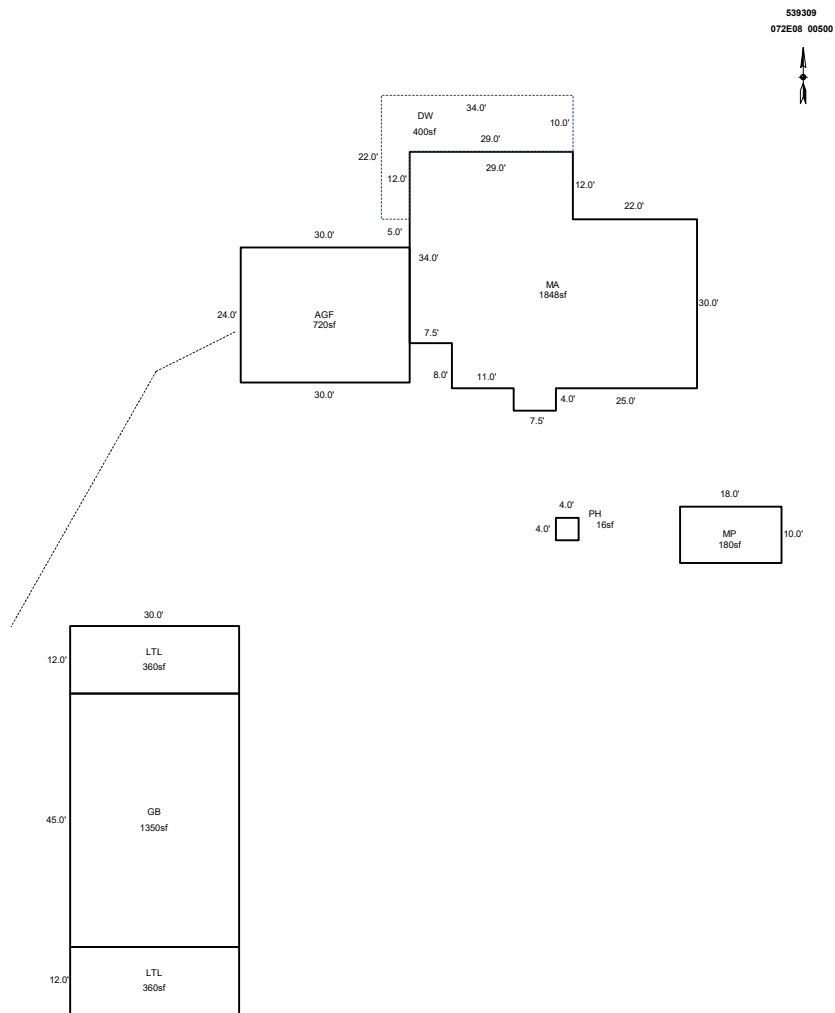 539309
072E08 00500
34.0'
DW
400sf
10.0'
29.0'
22.0'
12.0'
29.0'
12.0'
22.0'
5.0'
30.0'
34.0'
MA
1848sf
30.0'
24.0'
AGF
720sf
7.5'
8.0'
11.0'
4.0'
25.0'
30.0'
7.5'
4.0'
PH
16sf
4.0'
18.0'
MP
180sf
10.0'
30.0'
LTL
360sf
12.0'
GB
1350sf
45.0'
LTL
360sf
12.0'